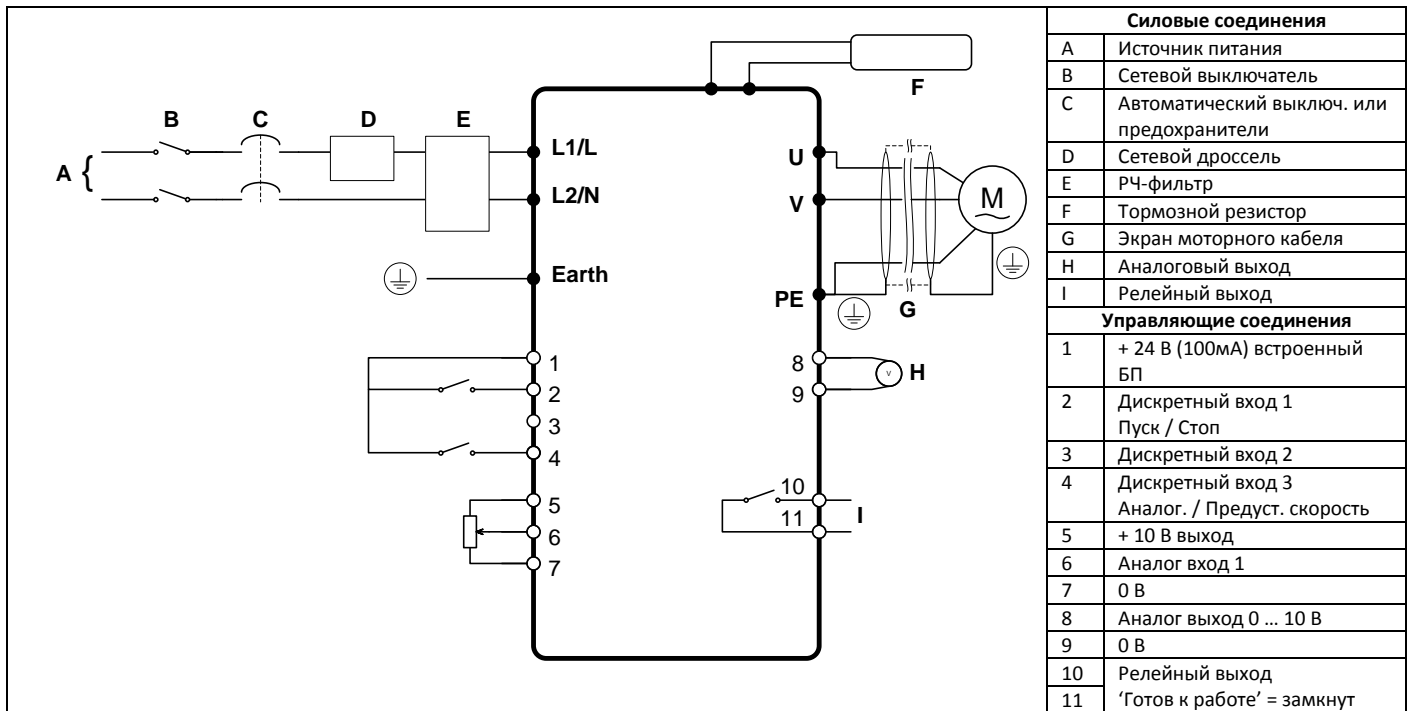 F
B
C
D
E
A
{
L1/L
L2/N
Earth
U
V
PE
M
G
1
2
3
4
5
6
7
8
9
V
H
10
11
I
Силовые соединения
A Источник питания
B Сетевой выключатель
C Автоматический выключ. или
предохранители
D Сетевой дроссель
E РЧ-фильтр
F Тормозной резистор
G Экран моторного кабеля
H Аналоговый выход
I Релейный выход
Управляющие соединения
1 + 24 В (100мА) встроенный
БП
2 Дискретный вход 1
Пуск / Стоп
3 Дискретный вход 2
4 Дискретный вход 3
Аналог. / Предуст. скорость
5 + 10 В выход
6 Аналог вход 1
7 0 В
8 Аналог выход 0 ... 10 В
9 0 В
10 Релейный выход
11 ‘Готов к работе’ = замкнут